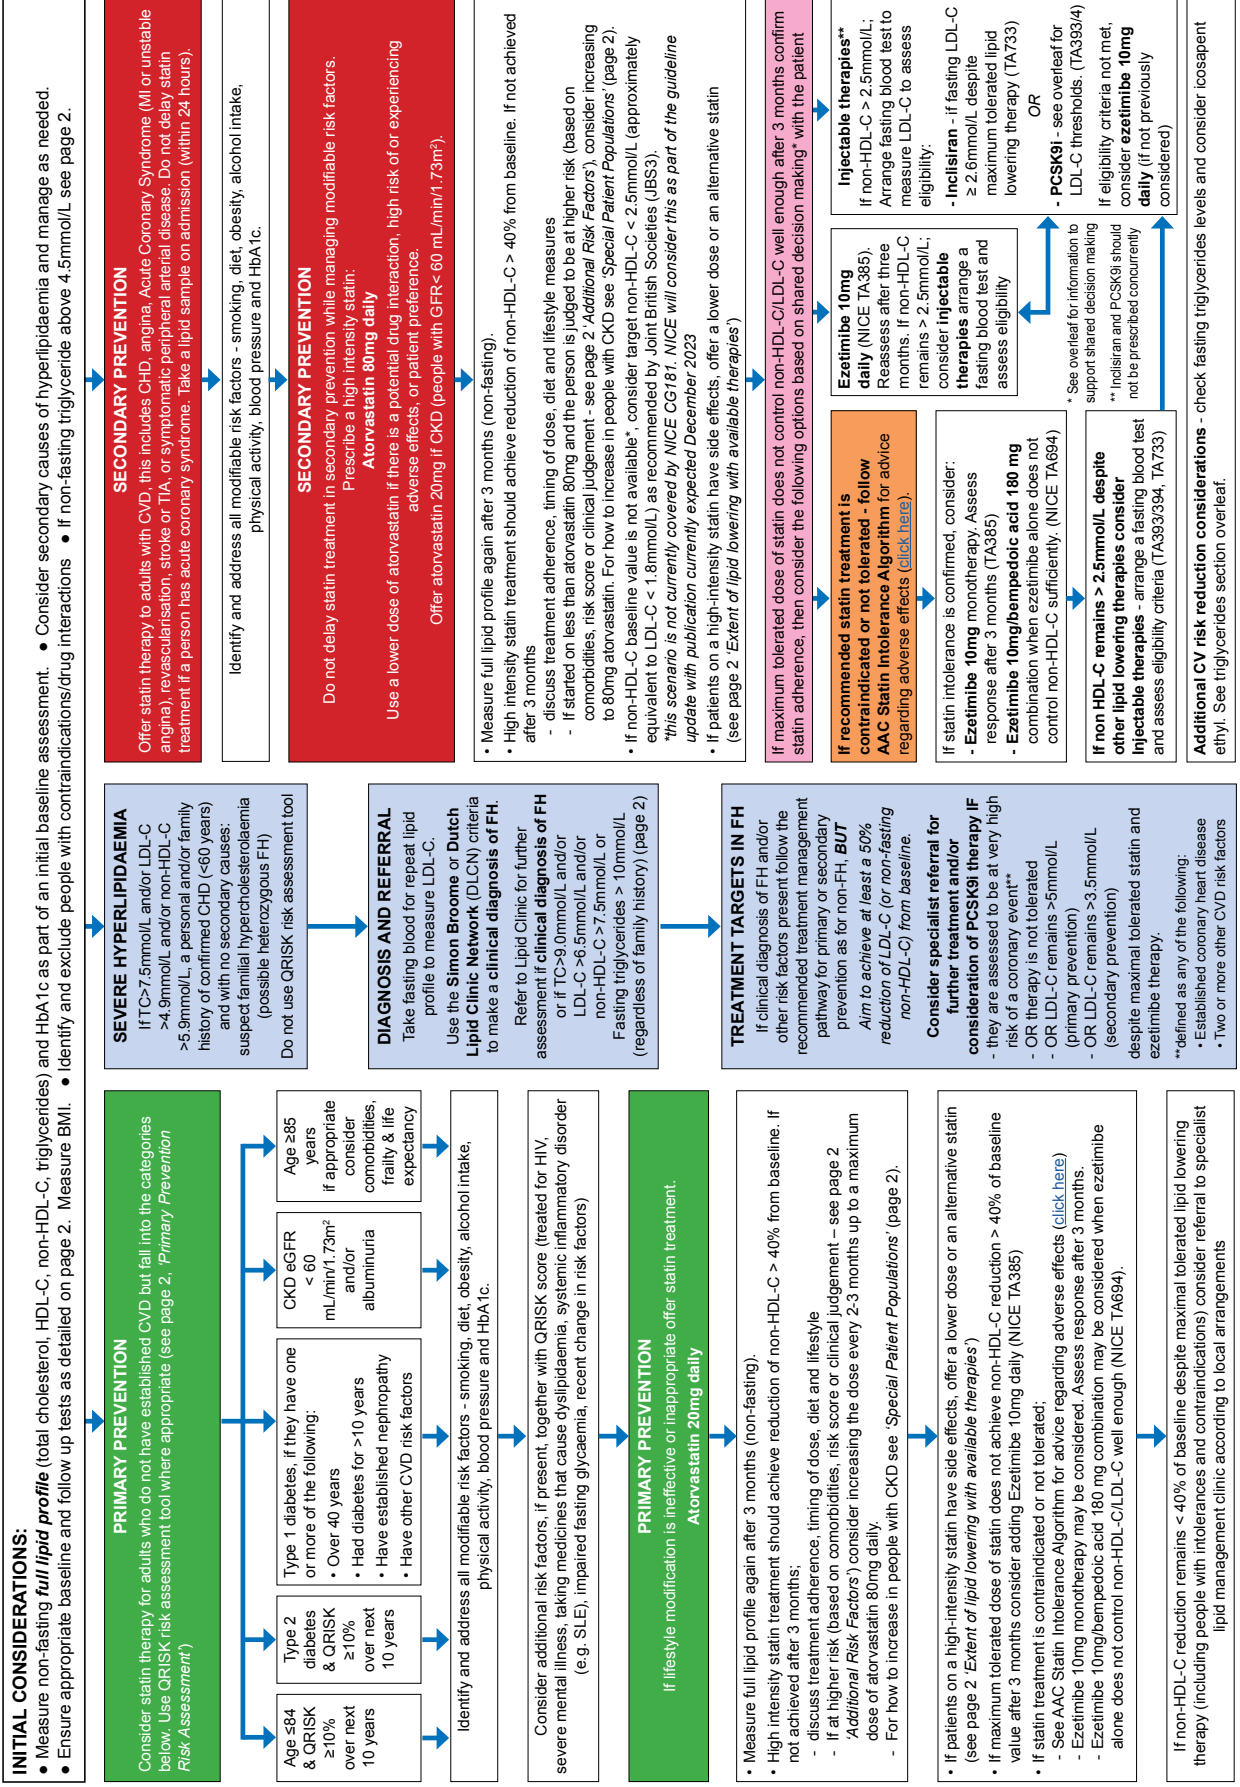 INITIAL CONSIDERATIONS:
● Measure non-fasting full lipid profile (total cholesterol, HDL-C, non-HDL-C, triglycerides) and HbA1c as part of an initial baseline assessment. ● Consider secondary causes of hyperlipidaemia and manage as needed.
● Ensure appropriate baseline and follow up tests as detailed on page 2. Measure BMI. ● Identify and exclude people with contraindications/drug interactions ● If non-fasting triglyceride above 4.5mmol/L see page 2.
PRIMARY PREVENTION
Consider statin therapy for adults who do not have established CVD but fall into the categories
below. Use QRISK risk assessment tool where appropriate (see page 2, 'Primary Prevention
Risk Assessment')
Age ≤84
& QRISK
≥10%
over next
10 years
Type 2
diabetes
& QRISK
≥10%
over next
10 years
Type 1 diabetes, if they have one
or more of the following:
• Over 40 years
• Had diabetes for >10 years
• Have established nephropathy
• Have other CVD risk factors
CKD eGFR
< 60
mL/min/1.73m²
and/or
albuminuria
Age ≥85
years
if appropriate
consider
comorbidities,
frailty & life
expectancy
Identify and address all modifiable risk factors - smoking, diet, obesity, alcohol intake,
physical activity, blood pressure and HbA1c.
Consider additional risk factors, if present, together with QRISK score (treated for HIV,
severe mental illness, taking medicines that cause dyslipidaemia, systemic inflammatory disorder
(e.g. SLE), impaired fasting glycaemia, recent change in risk factors)
PRIMARY PREVENTION
If lifestyle modification is ineffective or inappropriate offer statin treatment.
Atorvastatin 20mg daily
• Measure full lipid profile again after 3 months (non-fasting).
• High intensity statin treatment should achieve reduction of non-HDL-C > 40% from baseline. If
not achieved after 3 months;
- discuss treatment adherence, timing of dose, diet and lifestyle
- If at higher risk (based on comorbidities, risk score or clinical judgement – see page 2
'Additional Risk Factors') consider increasing the dose every 2-3 months up to a maximum
dose of atorvastatin 80mg daily.
- For how to increase in people with CKD see 'Special Patient Populations' (page 2).
• If patients on a high-intensity statin have side effects, offer a lower dose or an alternative statin
(see page 2 'Extent of lipid lowering with available therapies')
• If maximum tolerated dose of statin does not achieve non-HDL-C reduction > 40% of baseline
value after 3 months consider adding Ezetimibe 10mg daily (NICE TA385)
• If statin treatment is contraindicated or not tolerated;
- See AAC Statin Intolerance Algorithm for advice regarding adverse effects (click here)
- Ezetimibe 10mg monotherapy may be considered. Assess response after 3 months.
- Ezetimibe 10mg/bempedoic acid 180 mg combination may be considered when ezetimibe
alone does not control non-HDL-C/LDL-C well enough (NICE TA694).
If non-HDL-C reduction remains < 40% of baseline despite maximal tolerated lipid lowering
therapy (including people with intolerances and contraindications) consider referral to specialist
lipid management clinic according to local arrangements
SEVERE HYPERLIPIDAEMIA
If TC>7.5mmol/L and/or LDL-C
>4.9mmol/L and/or non-HDL-C
>5.9mmol/L, a personal and/or family
history of confirmed CHD (<60 years)
and with no secondary causes:
suspect familial hypercholesterolaemia
(possible heterozygous FH)
Do not use QRISK risk assessment tool
DIAGNOSIS AND REFERRAL
Take fasting blood for repeat lipid
profile to measure LDL-C.
Use the Simon Broome or Dutch
Lipid Clinic Network (DLCN) criteria
to make a clinical diagnosis of FH.
Refer to Lipid Clinic for further
assessment if clinical diagnosis of FH
or if TC>9.0mmol/L and/or
LDL-C >6.5mmol/L and/or
non-HDL-C >7.5mmol/L or
Fasting triglycerides > 10mmol/L
(regardless of family history) (page 2)
TREATMENT TARGETS IN FH
If clinical diagnosis of FH and/or
other risk factors present follow the
recommended treatment management
pathway for primary or secondary
prevention as for non-FH, BUT
Aim to achieve at least a 50%
reduction of LDL-C (or non-fasting
non-HDL-C) from baseline.
Consider specialist referral for
further treatment and/or
consideration of PCSK9i therapy IF
- they are assessed to be at very high
risk of a coronary event**
- OR therapy is not tolerated
- OR LDL-C remains >5mmol/L
(primary prevention)
- OR LDL-C remains >3.5mmol/L
(secondary prevention)
despite maximal tolerated statin and
ezetimibe therapy.
**defined as any of the following:
• Established coronary heart disease
• Two or more other CVD risk factors
SECONDARY PREVENTION
Offer statin therapy to adults with CVD, this includes CHD, angina, Acute Coronary Syndrome (MI or unstable
angina), revascularisation, stroke or TIA, or symptomatic peripheral arterial disease. Do not delay statin
treatment if a person has acute coronary syndrome. Take a lipid sample on admission (within 24 hours).
Identify and address all modifiable risk factors - smoking, diet, obesity, alcohol intake,
physical activity, blood pressure and HbA1c.
SECONDARY PREVENTION
Do not delay statin treatment in secondary prevention while managing modifiable risk factors.
Prescribe a high intensity statin:
Atorvastatin 80mg daily
Use a lower dose of atorvastatin if there is a potential drug interaction, high risk of or experiencing
adverse effects, or patient preference.
Offer atorvastatin 20mg if CKD (people with GFR< 60 mL/min/1.73m²).
• Measure full lipid profile again after 3 months (non-fasting).
• High intensity statin treatment should achieve reduction of non-HDL-C > 40% from baseline. If not achieved
after 3 months
- discuss treatment adherence, timing of dose, diet and lifestyle measures
- If started on less than atorvastatin 80mg and the person is judged to be at higher risk (based on
comorbidities, risk score or clinical judgement - see page 2 'Additional Risk Factors'), consider increasing
to 80mg atorvastatin. For how to increase in people with CKD see 'Special Patient Populations' (page 2).
• If non-HDL-C baseline value is not available*, consider target non-HDL-C < 2.5mmol/L (approximately
equivalent to LDL-C < 1.8mmol/L) as recommended by Joint British Societies (JBS3).
*this scenario is not currently covered by NICE CG181. NICE will consider this as part of the guideline
update with publication currently expected December 2023
• If patients on a high-intensity statin have side effects, offer a lower dose or an alternative statin
(see page 2 'Extent of lipid lowering with available therapies')
If maximum tolerated dose of statin does not control non-HDL-C/LDL-C well enough after 3 months confirm
statin adherence, then consider the following options based on shared decision making* with the patient
If recommended statin treatment is
contraindicated or not tolerated - follow
AAC Statin Intolerance Algorithm for advice
regarding adverse effects (click here).
If statin intolerance is confirmed, consider:
- Ezetimibe 10mg monotherapy. Assess
response after 3 months (TA385)
- Ezetimibe 10mg/bempedoic acid 180 mg
combination when ezetimibe alone does not
control non-HDL-C sufficiently. (NICE TA694)
If non HDL-C remains > 2.5mmol/L despite
other lipid lowering therapies consider
Injectable therapies - arrange a fasting blood test
and assess eligibility criteria (TA393/394, TA733)
Ezetimibe 10mg
daily (NICE TA385).
Reassess after three
months. If non-HDL-C
remains > 2.5mmol/L;
consider injectable
therapies arrange a
fasting blood test and
assess eligibility
* See overleaf for information to
support shared decision making
** Inclisiran and PCSK9i should
not be prescribed concurrently
Injectable therapies**
If non-HDL-C > 2.5mmol/L;
Arrange fasting blood test to
measure LDL-C to assess
eligibility:
- Inclisiran - if fasting LDL-C
≥ 2.6mmol/L despite
maximum tolerated lipid
lowering therapy (TA733)
OR
- PCSK9i - see overleaf for
LDL-C thresholds. (TA393/4)
If eligibility criteria not met,
consider ezetimibe 10mg
daily (if not previously
considered)
Additional CV risk reduction considerations - check fasting triglycerides levels and consider icosapent
ethyl. See triglycerides section overleaf.